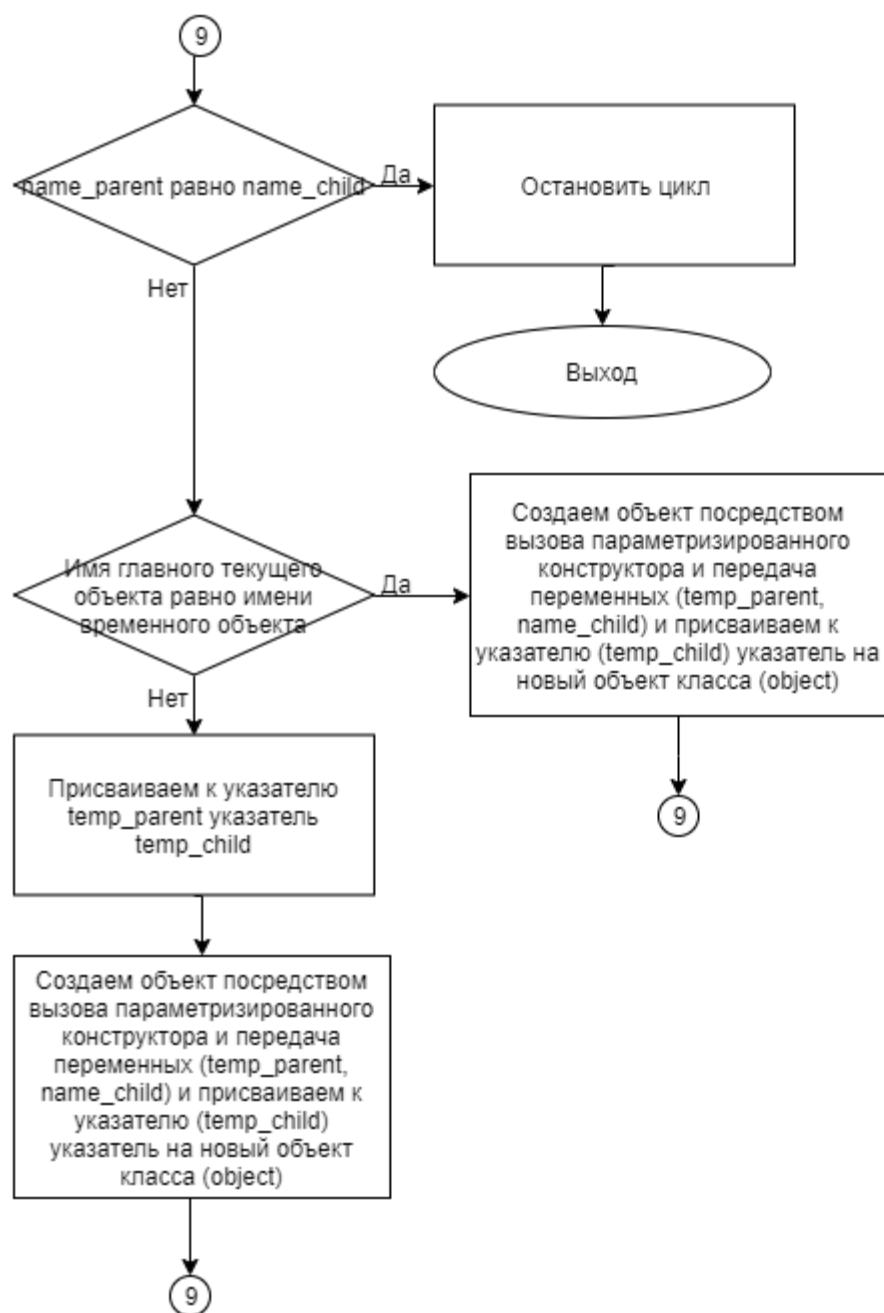 9
name_parent равно name_child
Да
Остановить цикл
Нет
Выход
Имя главного текущего
объекта равно имени
временного объекта
Да
Создаем объект посредством
вызова параметризированного
конструктора и передача
переменных (temp_parent,
name_child) и присваиваем к
указателю (temp_child) указатель на
новый объект класса (object)
Нет
9
Присваиваем к указателю
temp_parent указатель
temp_child
Создаем объект посредством
вызова параметризированного
конструктора и передача
переменных (temp_parent,
name_child) и присваиваем к
указателю (temp_child)
указатель на новый объект
класса (object)
9